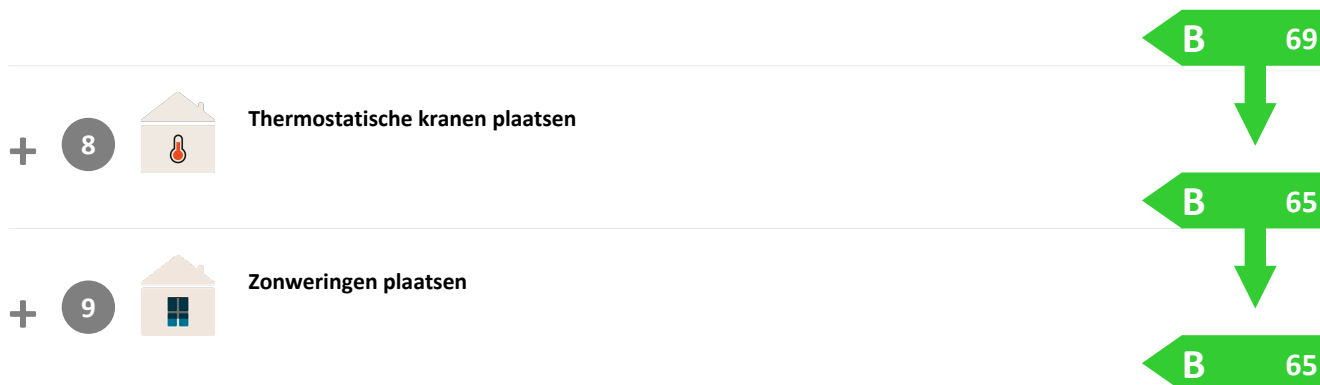 B 69
+ 8 Thermostatische kranen plaatsen
B 65
+ 9 Zonweringen plaatsen
B 65